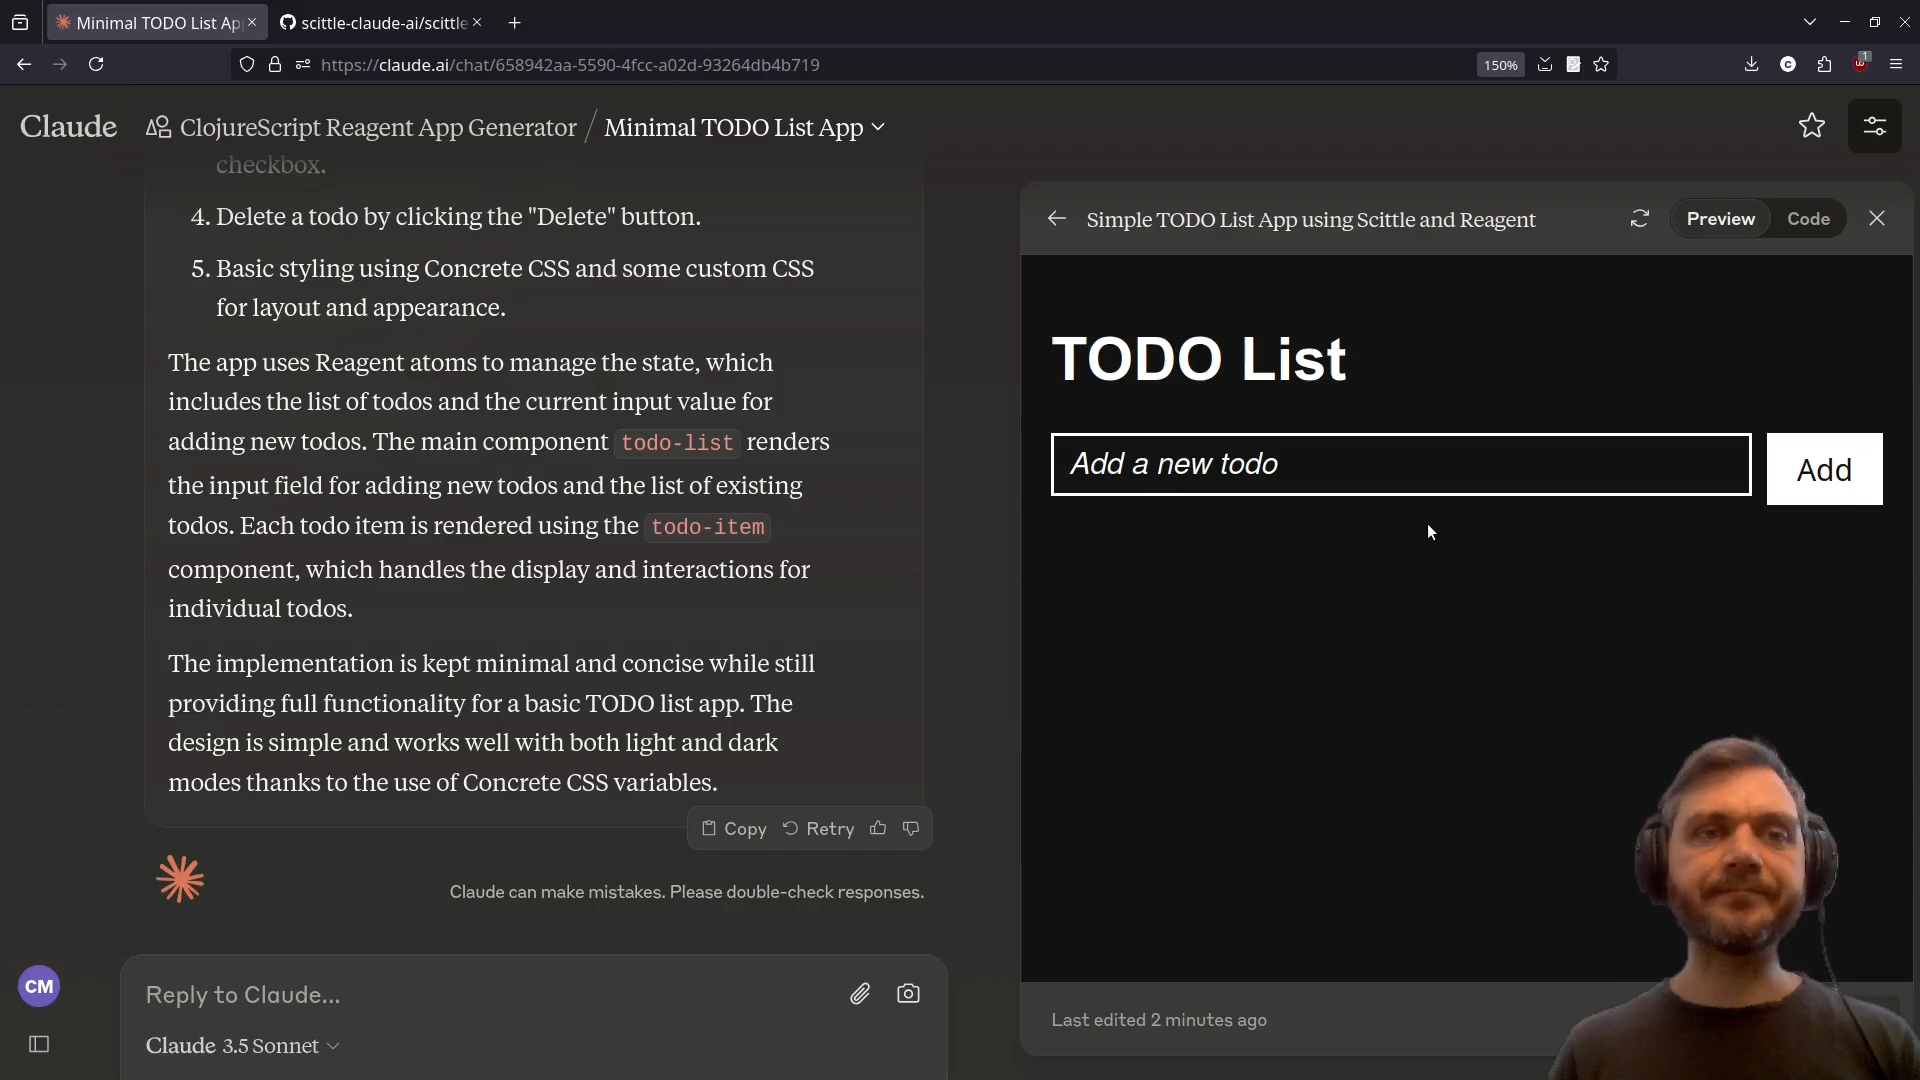 Minimal TODO List Ap
scittle-claude-ai/scittle
https://claude.ai/chat/658942aa-5590-4fcc-a02d-93264db4b719
150%
1
Claude
ClojureScript Reagent App Generator / Minimal TODO List App
checkbox.
4. Delete a todo by clicking the "Delete" button.
5. Basic styling using Concrete CSS and some custom CSS
for layout and appearance.
The app uses Reagent atoms to manage the state, which
includes the list of todos and the current input value for
adding new todos. The main component todo-list renders
the input field for adding new todos and the list of existing
todos. Each todo item is rendered using the todo-item
component, which handles the display and interactions for
individual todos.
The implementation is kept minimal and concise while still
providing full functionality for a basic TODO list app. The
design is simple and works well with both light and dark
modes thanks to the use of Concrete CSS variables.
Copy Retry
Claude can make mistakes. Please double-check responses.
CM
Reply to Claude...
Claude 3.5 Sonnet
Simple TODO List App using Scittle and Reagent
Preview Code
TODO List
Add a new todo
Add
Last edited 2 minutes ago